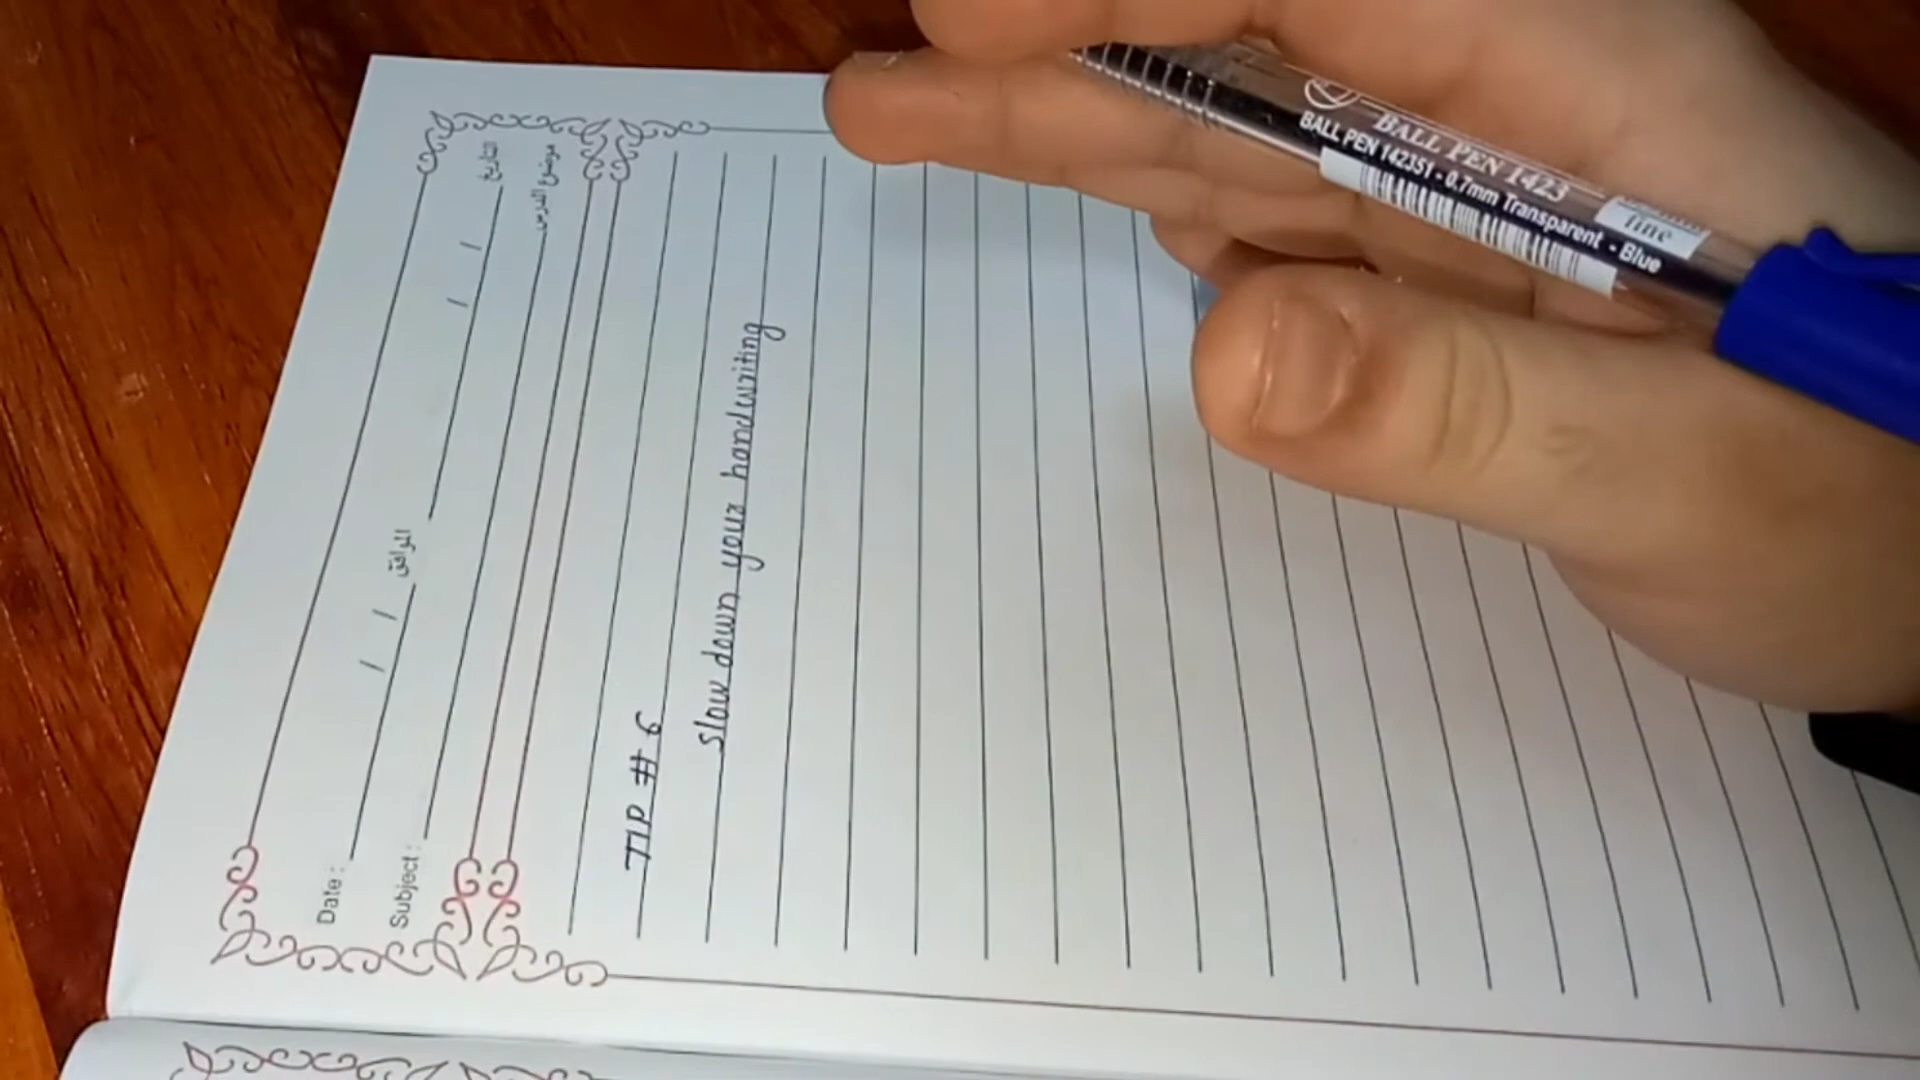 Date : / / الموافق / / التاريخ
Subject : موضوع الدرس
TIP # 6
slow down your handwriting
BALL PEN 1423
BALL PEN 142351 - 0.7mm Transparent - Blue
fine